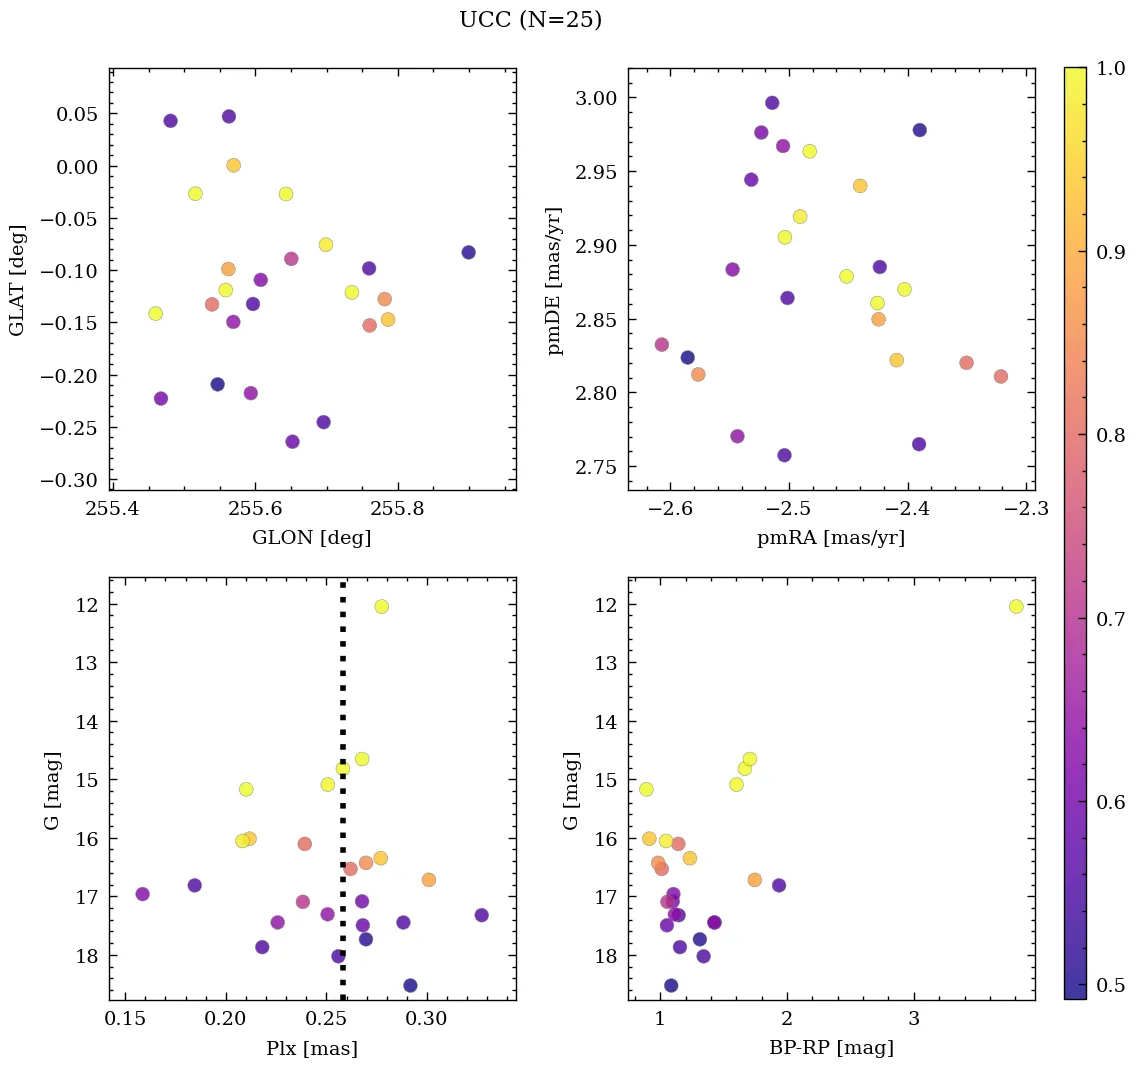 UCC (N=25)
0.05
0.00
−0.05
−0.10
−0.15
−0.20
−0.25
−0.30
GLAT [deg]
255.4 255.6 255.8
GLON [deg]
3.00
2.95
2.90
2.85
2.80
2.75
pmDE [mas/yr]
−2.6 −2.5 −2.4 −2.3
pmRA [mas/yr]
12
13
14
15
16
17
18
G [mag]
0.15 0.20 0.25 0.30
Plx [mas]
12
13
14
15
16
17
18
G [mag]
1 2 3
BP-RP [mag]
1.0
0.9
0.8
0.7
0.6
0.5